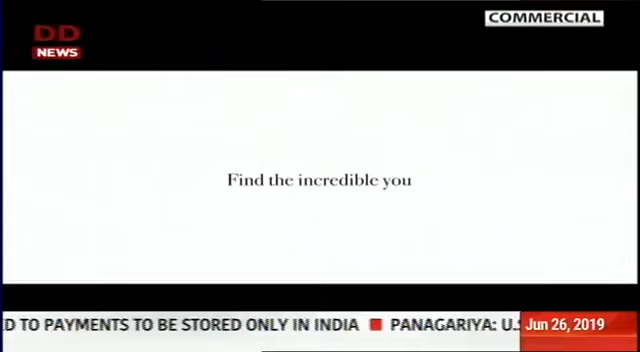 COMMERCIAL
DD
NEWS
Find the incredible you
TO PAYMENTS TO BE STORED ONLY IN INDIA ■ PANAGARIYA:
Jun 26, 2019